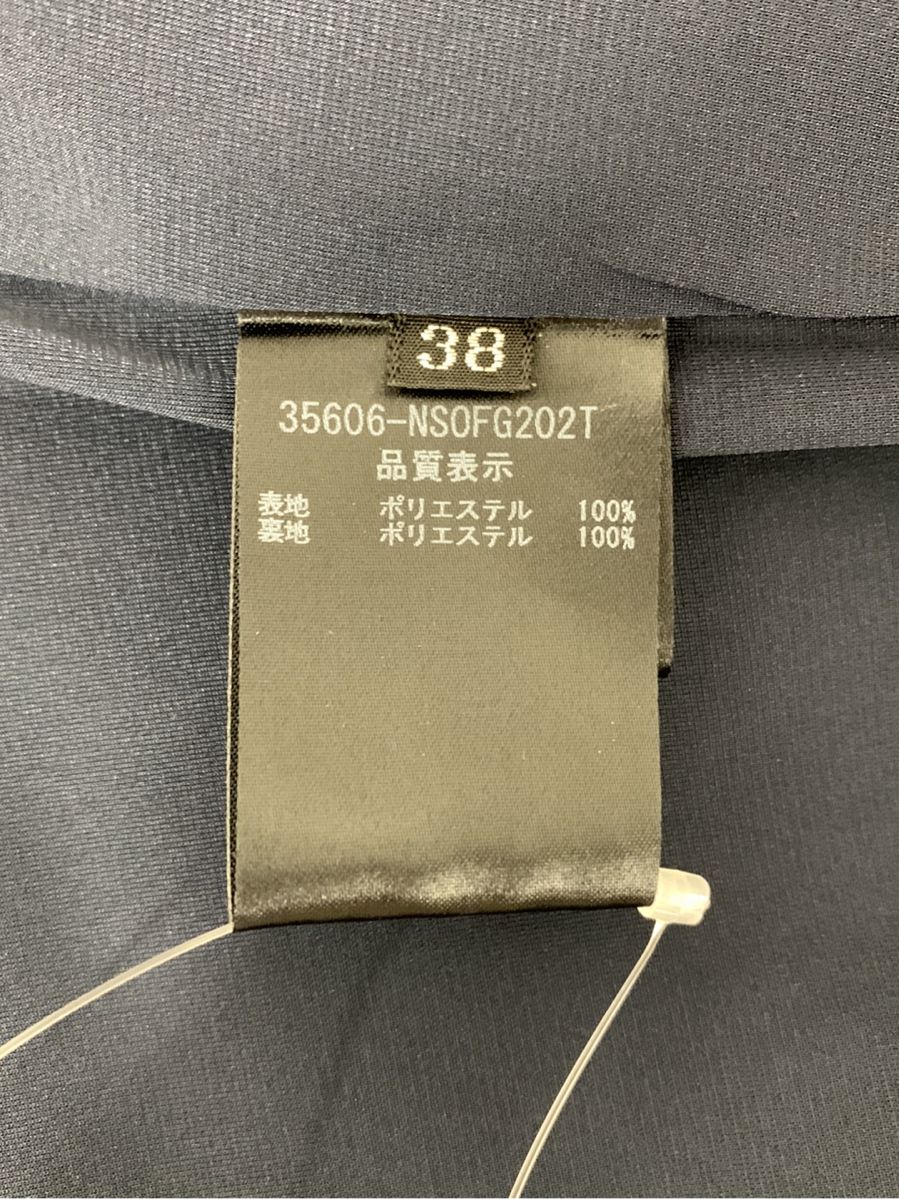 38
35606-NSOFG202T
品質表示
表地 ポリエステル 100%
裏地 ポリエステル 100%